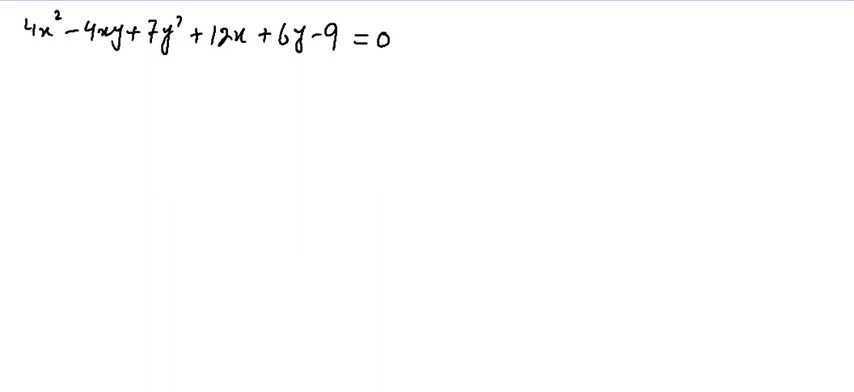 4x² - 4xy + 7y² + 12x + 6y - 9 = 0